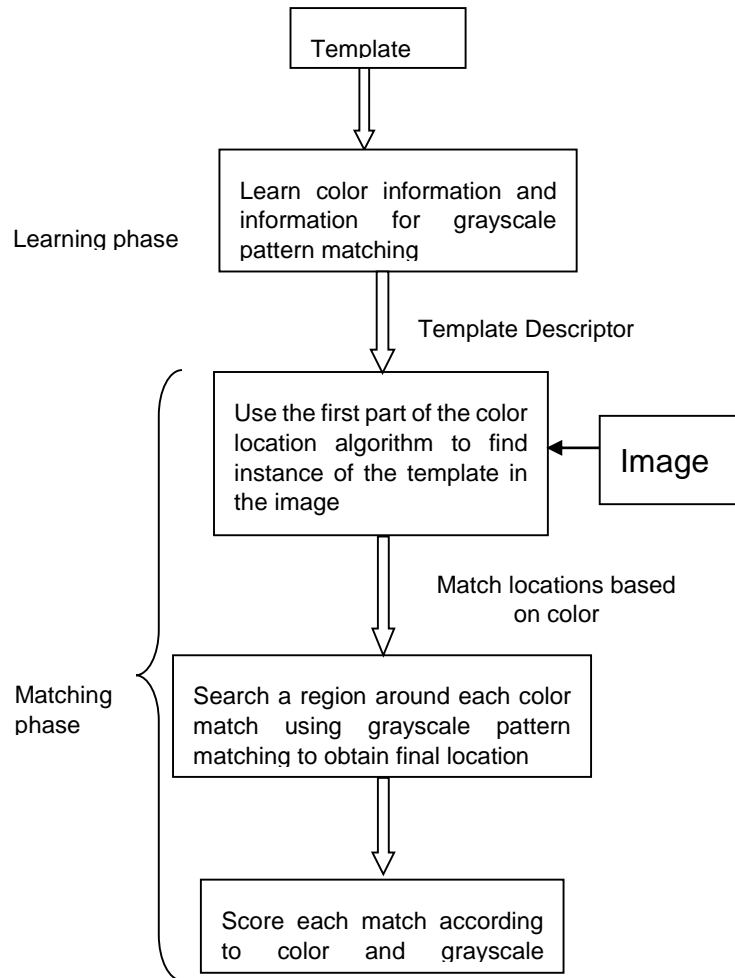 Template
Learn color information and
information for grayscale
pattern matching
Learning phase
Template Descriptor
Use the first part of the color
location algorithm to find
instance of the template in
the image
Image
Match locations based
on color
Matching
phase
Search a region around each color
match using grayscale pattern
matching to obtain final location
Score each match according
to color and grayscale